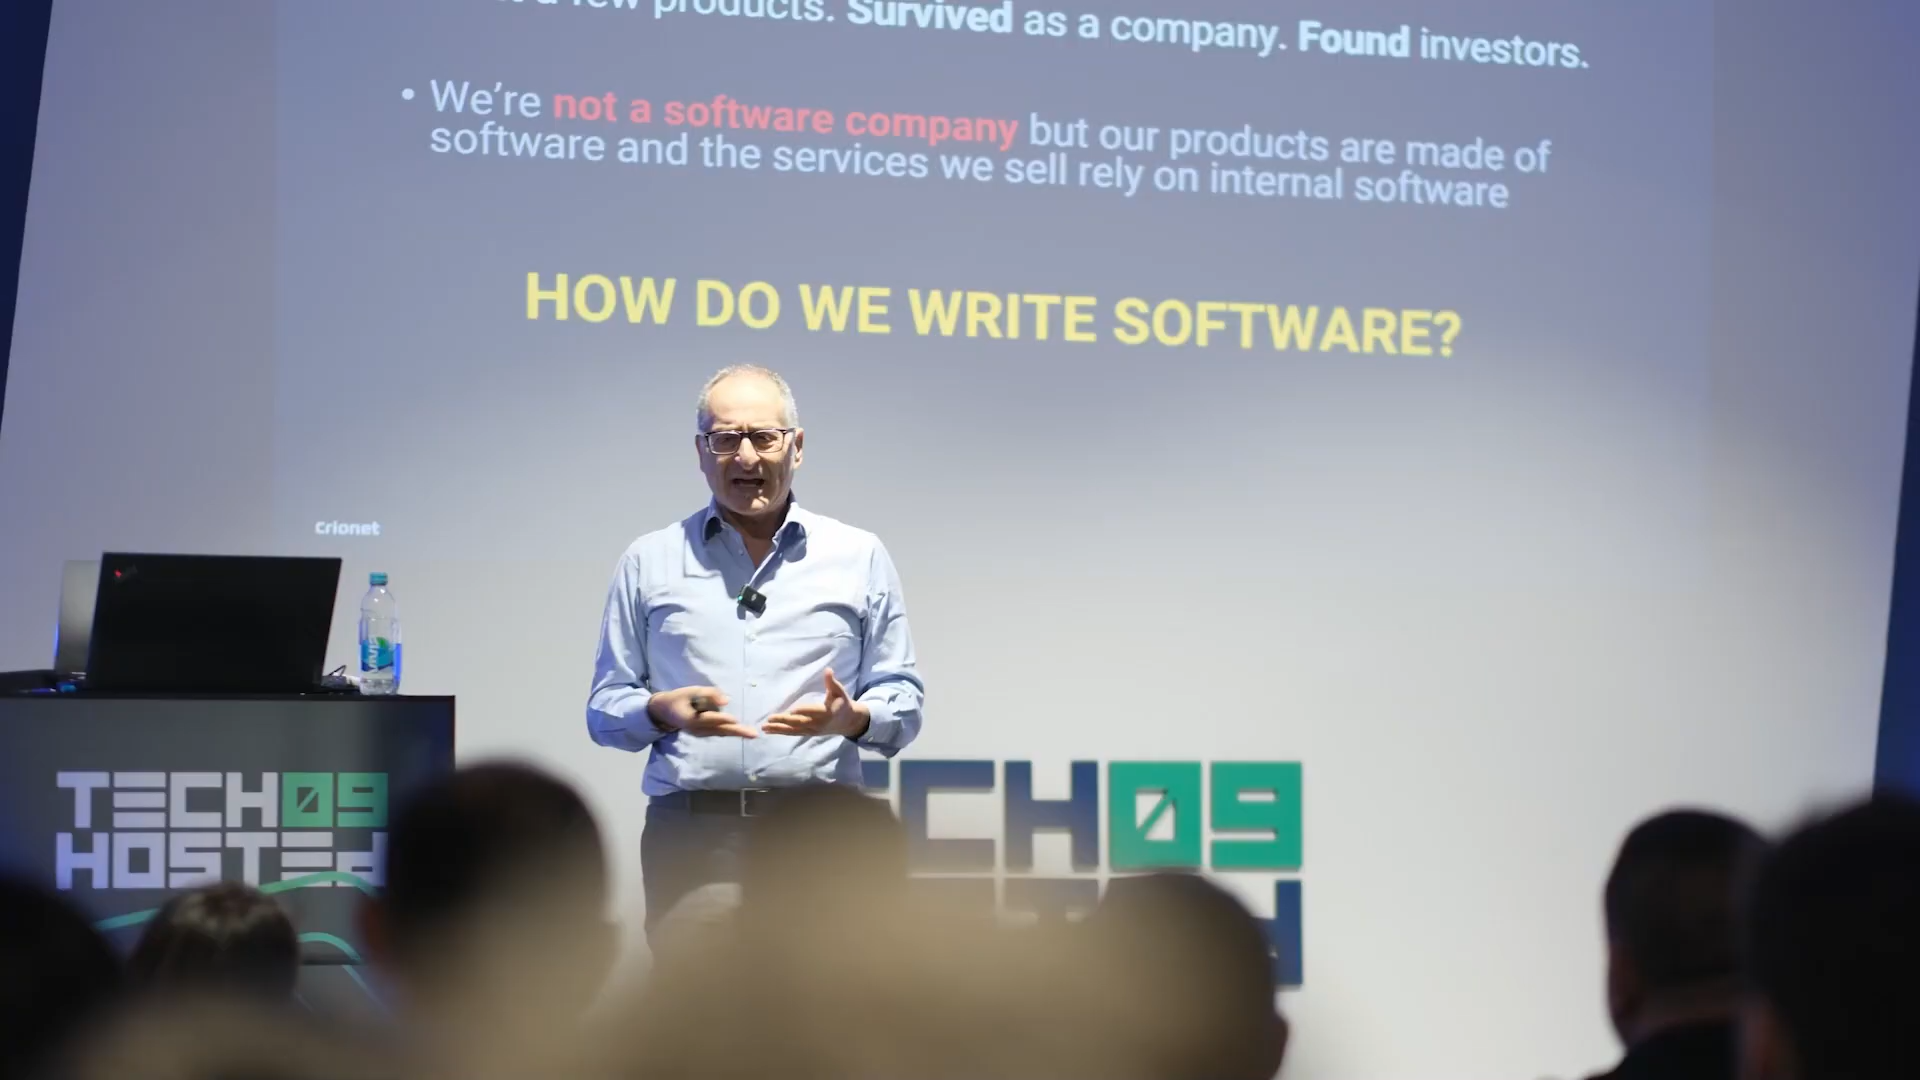 a few products. Survived as a company. Found investors.
• We’re not a software company but our products are made of
software and the services we sell rely on internal software
HOW DO WE WRITE SOFTWARE?
Crionet
TECH09
HOSTED
ECH09